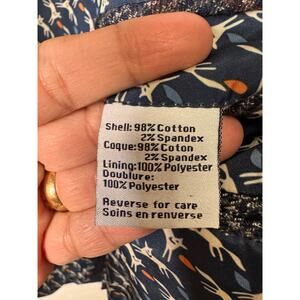 Shell:98% Cotton
2% Spandex
Coque:98% Coton
2% Spandex
Lining:100% Polyester
Doublure:
100% Polyester
Reverse for care
Soins en renverse